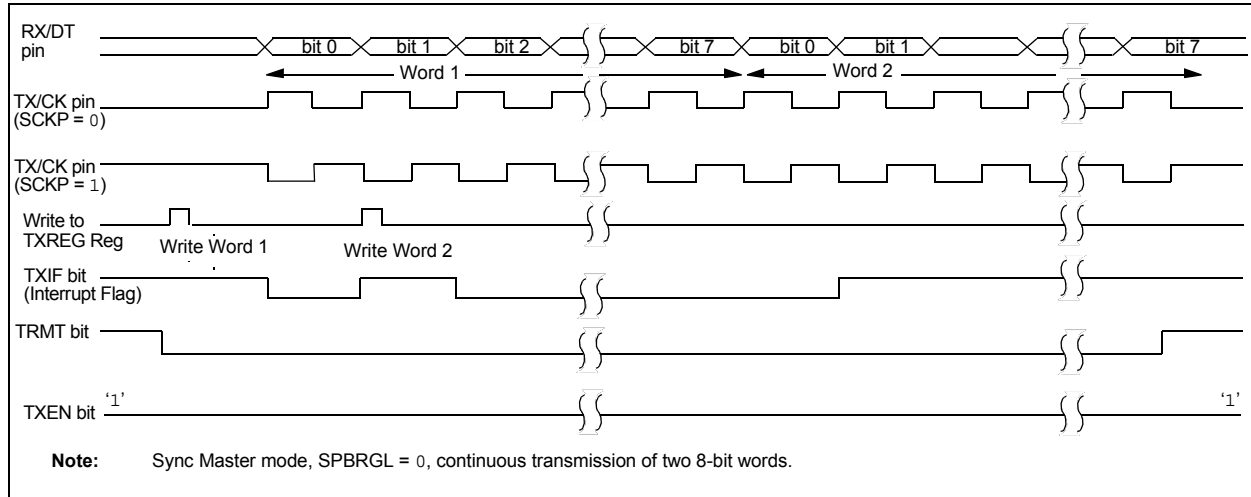 RX/DT
pin
bit 0 bit 1 bit 2 bit 7 bit 0 bit 1 bit 7
Word 1 Word 2
TX/CK pin
(SCKP = 0)
TX/CK pin
(SCKP = 1)
Write to
TXREG Reg
Write Word 1 Write Word 2
TXIF bit
(Interrupt Flag)
TRMT bit
TXEN bit ‘1’ ‘1’
Note: Sync Master mode, SPBRGL = 0, continuous transmission of two 8-bit words.